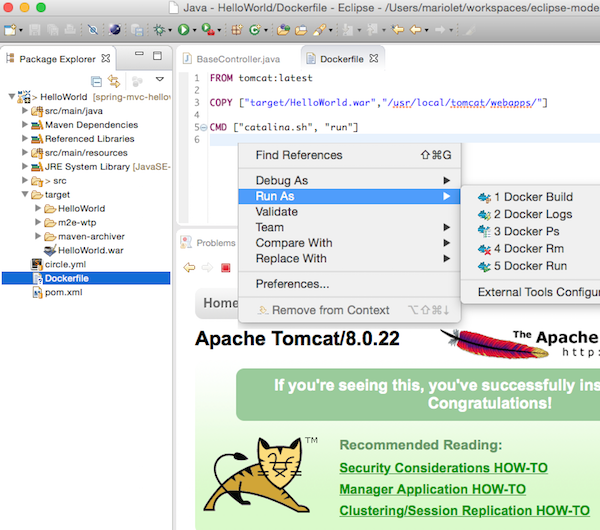 Java - HelloWorld/Dockerfile - Eclipse - /Users/mariolet/workspaces/eclipse-mode
Package Explorer
HelloWorld [spring-mvc-hellov
src/main/java
Maven Dependencies
Referenced Libraries
src/main/resources
JRE System Library [JavaSE-
> src
target
HelloWorld
m2e-wtp
maven-archiver
HelloWorld.war
circle.yml
Dockerfile
pom.xml
BaseController.java
Dockerfile
1 FROM tomcat:latest
2
3 COPY ["target/HelloWorld.war","/usr/local/tomcat/webapps/"]
4
5 CMD ["catalina.sh", "run"]
6
Find References ⇧⌘G
Debug As
Run As
Validate
Team
Compare With
Replace With
Preferences...
Remove from Context ⌥⇧⌘↓
1 Docker Build
2 Docker Logs
3 Docker Ps
4 Docker Rm
5 Docker Run
External Tools Configur
Problems
Home
Apache Tomcat/8.0.22
The Apache
http:
If you're seeing this, you've successfully ins
Congratulations!
TM
Recommended Reading:
Security Considerations HOW-TO
Manager Application HOW-TO
Clustering/Session Replication HOW-TO